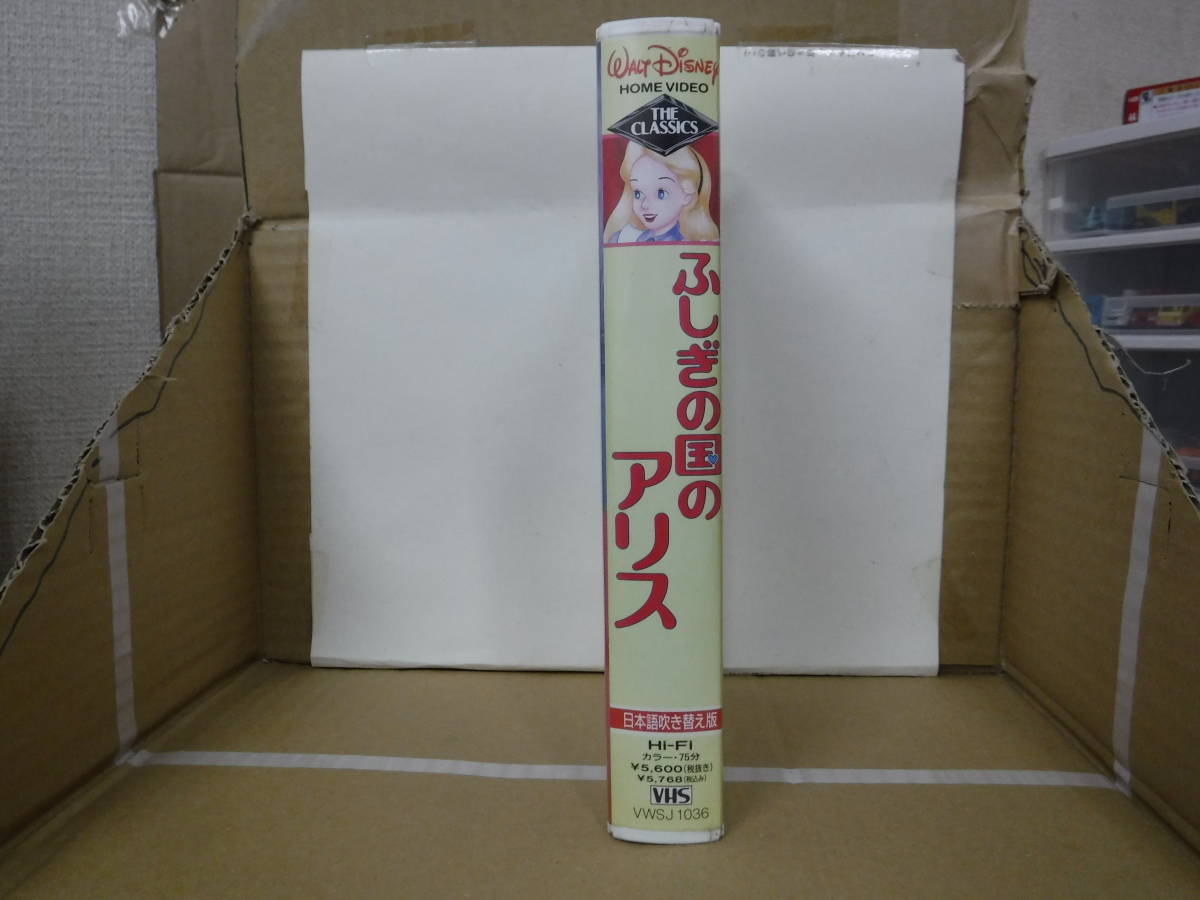 WALT DISNEY
HOME VIDEO
THE
CLASSICS
ふしぎの国の
アリス
日本語吹き替え版
Hi-Fi
カラー・75分
¥5,600(税抜き)
¥5,768(税込み)
VHS
VWSJ 1036